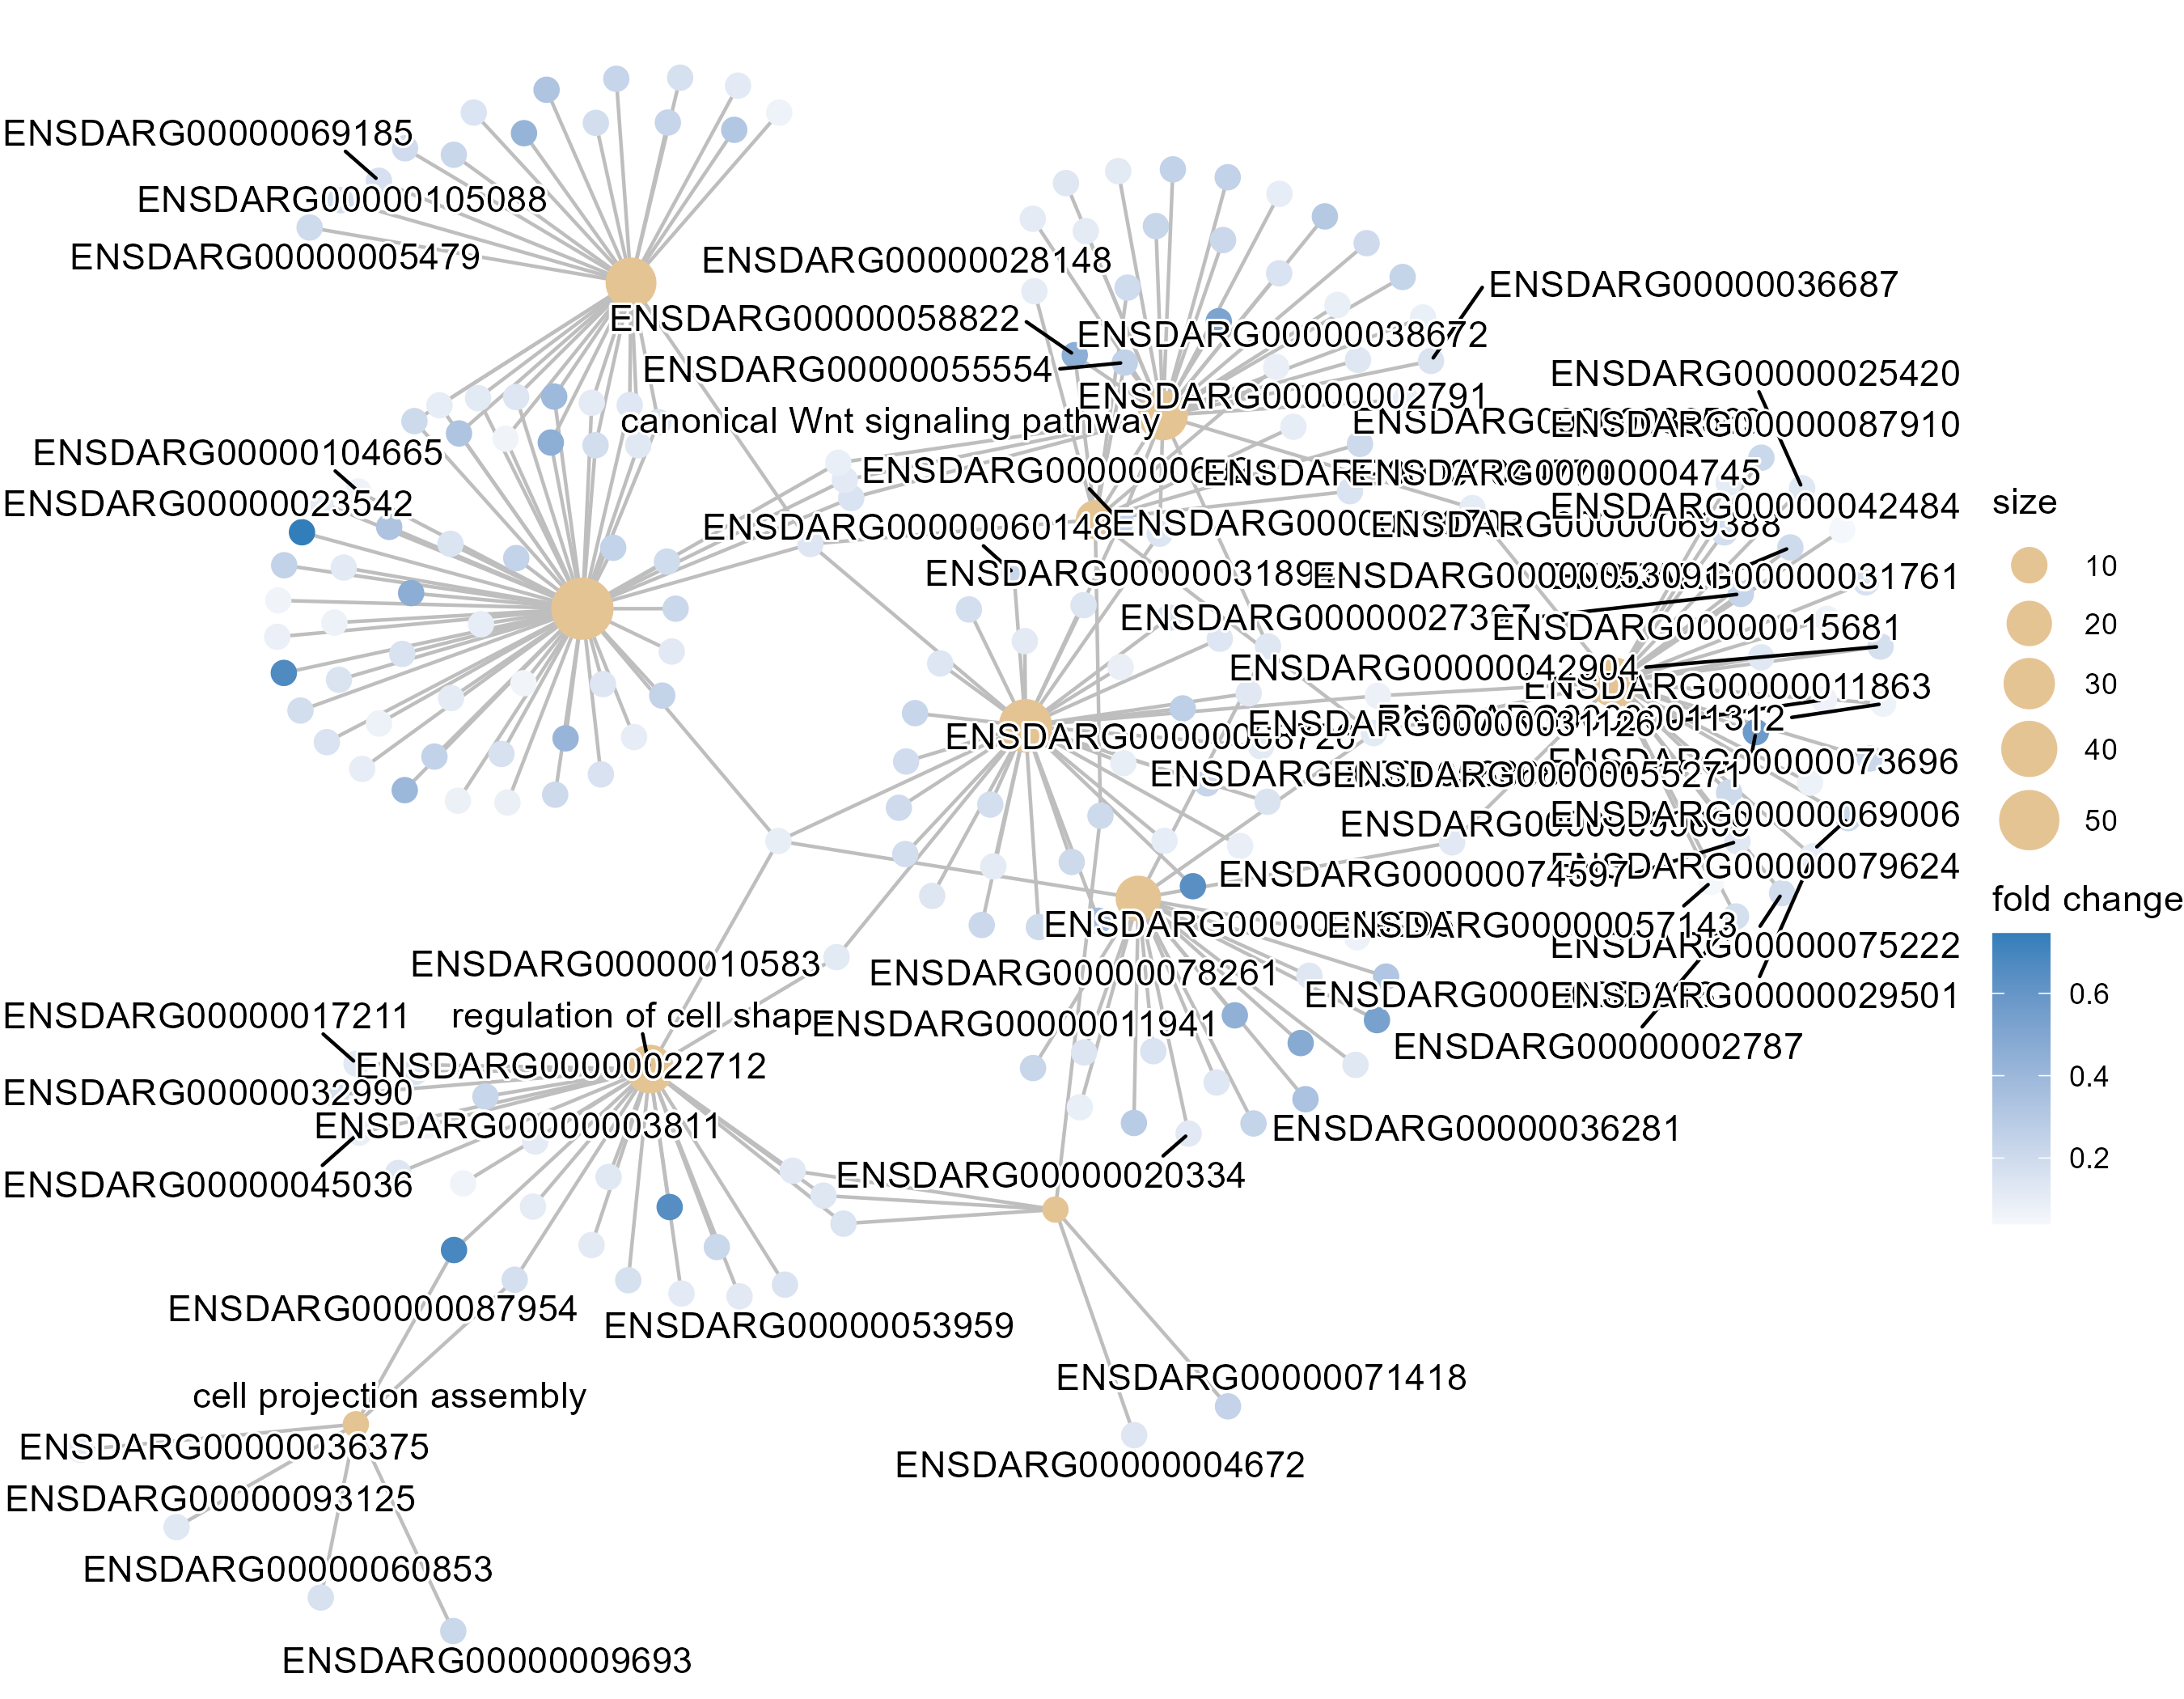 ENSDARG00000069185
ENSDARG00000105088
ENSDARG00000005479
ENSDARG00000028148
ENSDARG00000036687
ENSDARG00000058822
ENSDARG00000038672
ENSDARG00000055554
ENSDARG00000025420
ENSDARG00000002791
canonical Wnt signaling pathway
ENSDARG00000087910
ENSDARG00000104665
ENSDARG00000004745
ENSDARG00000023542
ENSDARG00000042484
size
ENSDARG00000060148
ENSDARG00000069388
10
ENSDARG00000053091
ENSDARG00000031761
20
ENSDARG00000015681
ENSDARG00000042904
30
ENSDARG00000011863
ENSDARG00000031126
40
ENSDARG00000073696
ENSDARG00000055271
50
ENSDARG00000069006
ENSDARG00000079624
ENSDARG00000074597
fold change
ENSDARG00000057143
ENSDARG00000075222
ENSDARG00000010583
ENSDARG00000078261
0.6
ENSDARG00000029501
ENSDARG00000017211
regulation of cell shap
ENSDARG00000011941
ENSDARG00000002787
ENSDARG00000022712
0.4
ENSDARG00000032990
ENSDARG00000003811
ENSDARG00000036281
0.2
ENSDARG00000045036
ENSDARG00000020334
ENSDARG00000087954
ENSDARG00000053959
ENSDARG00000071418
cell projection assembly
ENSDARG00000036375
ENSDARG00000004672
ENSDARG00000093125
ENSDARG00000060853
ENSDARG00000009693